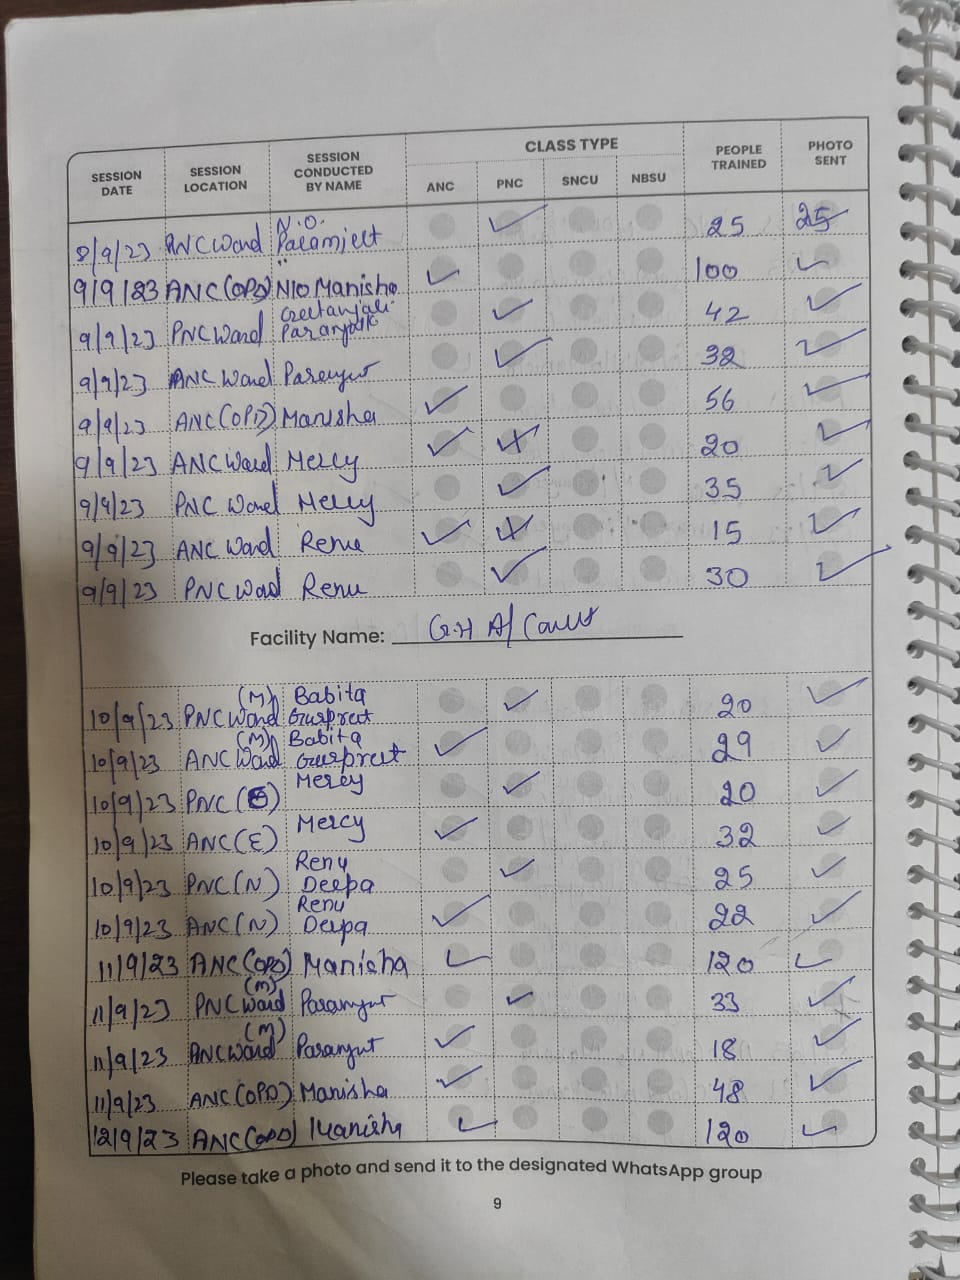 SESSION DATE SESSION LOCATION SESSION CONDUCTED BY NAME CLASS TYPE PEOPLE TRAINED PHOTO SENT
ANC PNC SNCU NBSU
8/9/23 ANC Ward N.O. Paramjeet ✓ 25 25
9/9/23 ANC (OPD) N/O Manisha ✓ 100 ✓
9/9/23 PNC Ward Geetanjali ✓ 42 ✓
9/9/23 ANC Ward ✓ 32 ✓
9/9/23 ANC (OPD) Manisha ✓ 56 ✓
9/9/23 ANC Ward Mercy ✓ 20 ✓
9/9/23 PNC Ward Mercy ✓ 35 ✓
9/9/23 ANC Ward Renu ✓ 15 ✓
9/9/23 PNC Ward Renu ✓ 30 ✓
Facility Name: G.H A/ Cantt
10/9/23 PNC Ward (M) Babita Gurpreet ✓ 20 ✓
10/9/23 ANC Ward (M) Babita Gurpreet ✓ 29 ✓
10/9/23 PNC (E) Mercy ✓ 20 ✓
10/9/23 ANC (E) Mercy ✓ 32 ✓
10/9/23 PNC (N) Renu Deepa ✓ 25 ✓
10/9/23 ANC (N) Renu Deepa ✓ 22 ✓
11/9/23 ANC (OPD) Manisha ✓ 120 ✓
11/9/23 PNC Ward (M) ✓ 33 ✓
11/9/23 ANC Ward (M) ✓ 18 ✓
11/9/23 ANC (OPD) Manisha ✓ 48 ✓
12/9/23 ANC (OPD) Manisha ✓ 120 ✓
Please take a photo and send it to the designated WhatsApp group
9